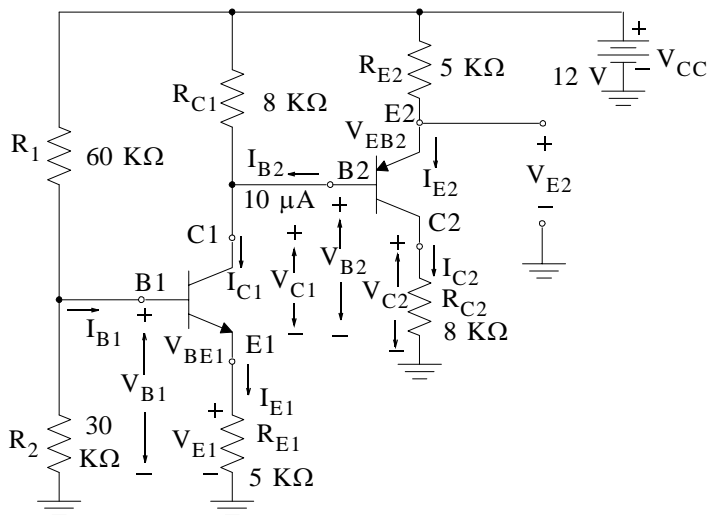 R_E2 5 KΩ
+
V_CC
12 V
−
R_C1 8 KΩ
E2
R_1
60 KΩ
V_EB2
+
I_B2
B2
I_E2
V_E2
10 μA
−
C1
+
+
C2
+
I_C1
V_C1
V_B2
V_C2
I_C2
R_C2
8 KΩ
B1
I_B1
+
−
−
−
V_BE1
E1
V_B1
I_E1
R_2
30
KΩ
V_E1
+
R_E1
−
−
5 KΩ